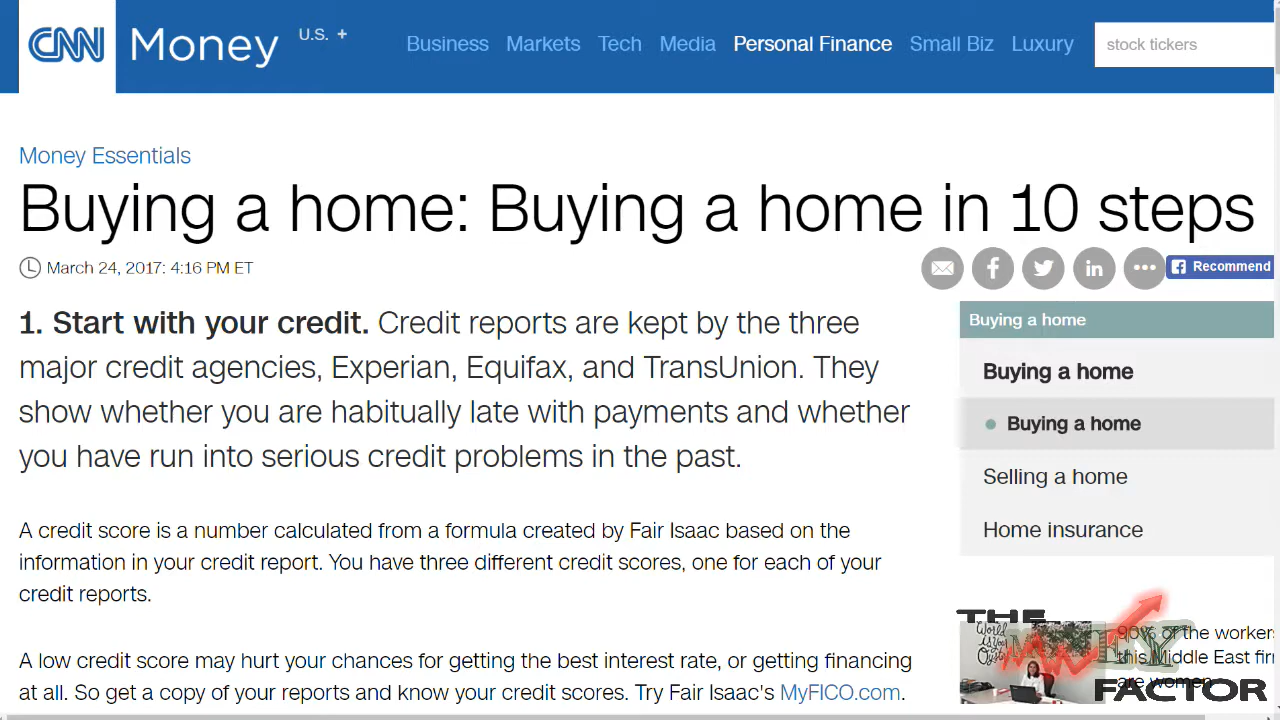 CNN Money U.S. +
Business Markets Tech Media Personal Finance Small Biz Luxury
stock tickers
Money Essentials
Buying a home: Buying a home in 10 steps
March 24, 2017: 4:16 PM ET
Recommend
1. Start with your credit. Credit reports are kept by the three
major credit agencies, Experian, Equifax, and TransUnion. They
show whether you are habitually late with payments and whether
you have run into serious credit problems in the past.
A credit score is a number calculated from a formula created by Fair Isaac based on the
information in your credit report. You have three different credit scores, one for each of your
credit reports.
A low credit score may hurt your chances for getting the best interest rate, or getting financing
at all. So get a copy of your reports and know your credit scores. Try Fair Isaac's MyFICO.com.
Buying a home
Buying a home
Buying a home
Selling a home
Home insurance
90% of the workers
this Middle East fir
are women
THE
MONEY
FACTOR